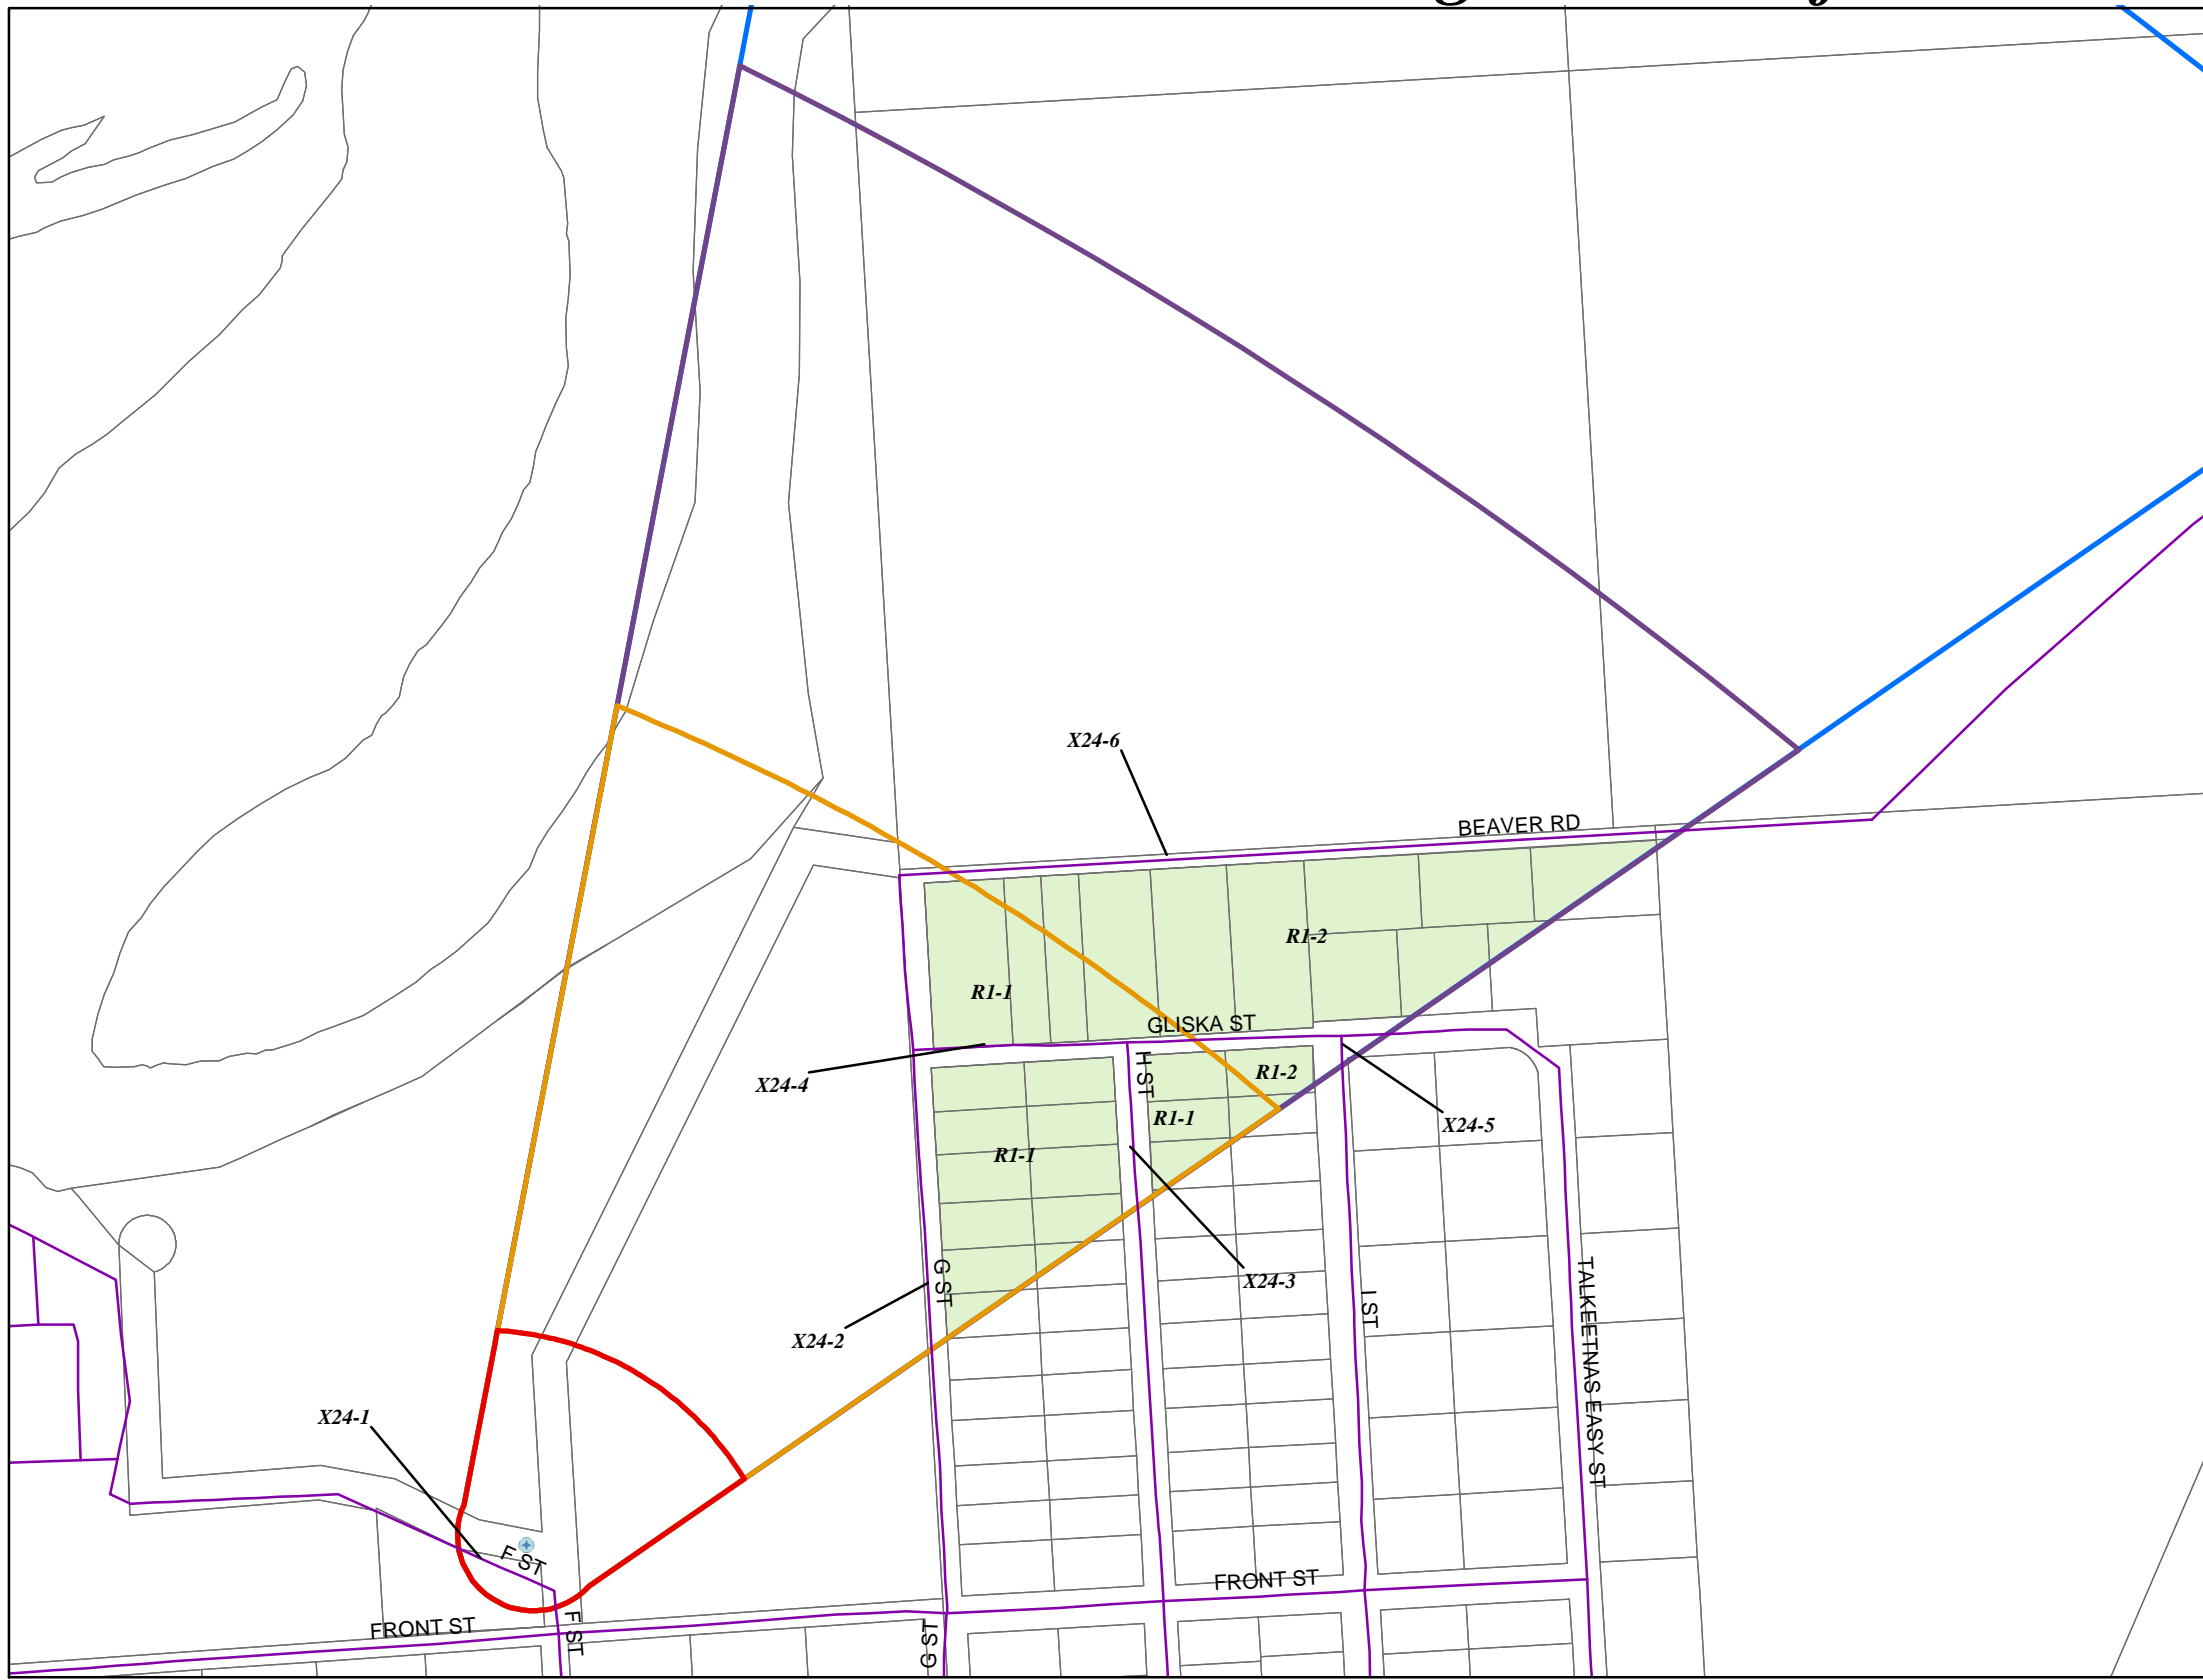 X24-6
BEAVER RD
R1-2
R1-1
GLISKA ST
X24-4
H ST
R1-2
R1-1
X24-5
R1-1
G ST
X24-3
I ST
TALKEETNAS EASY ST
X24-2
X24-1
F ST
FRONT ST
FRONT ST
F ST
G ST